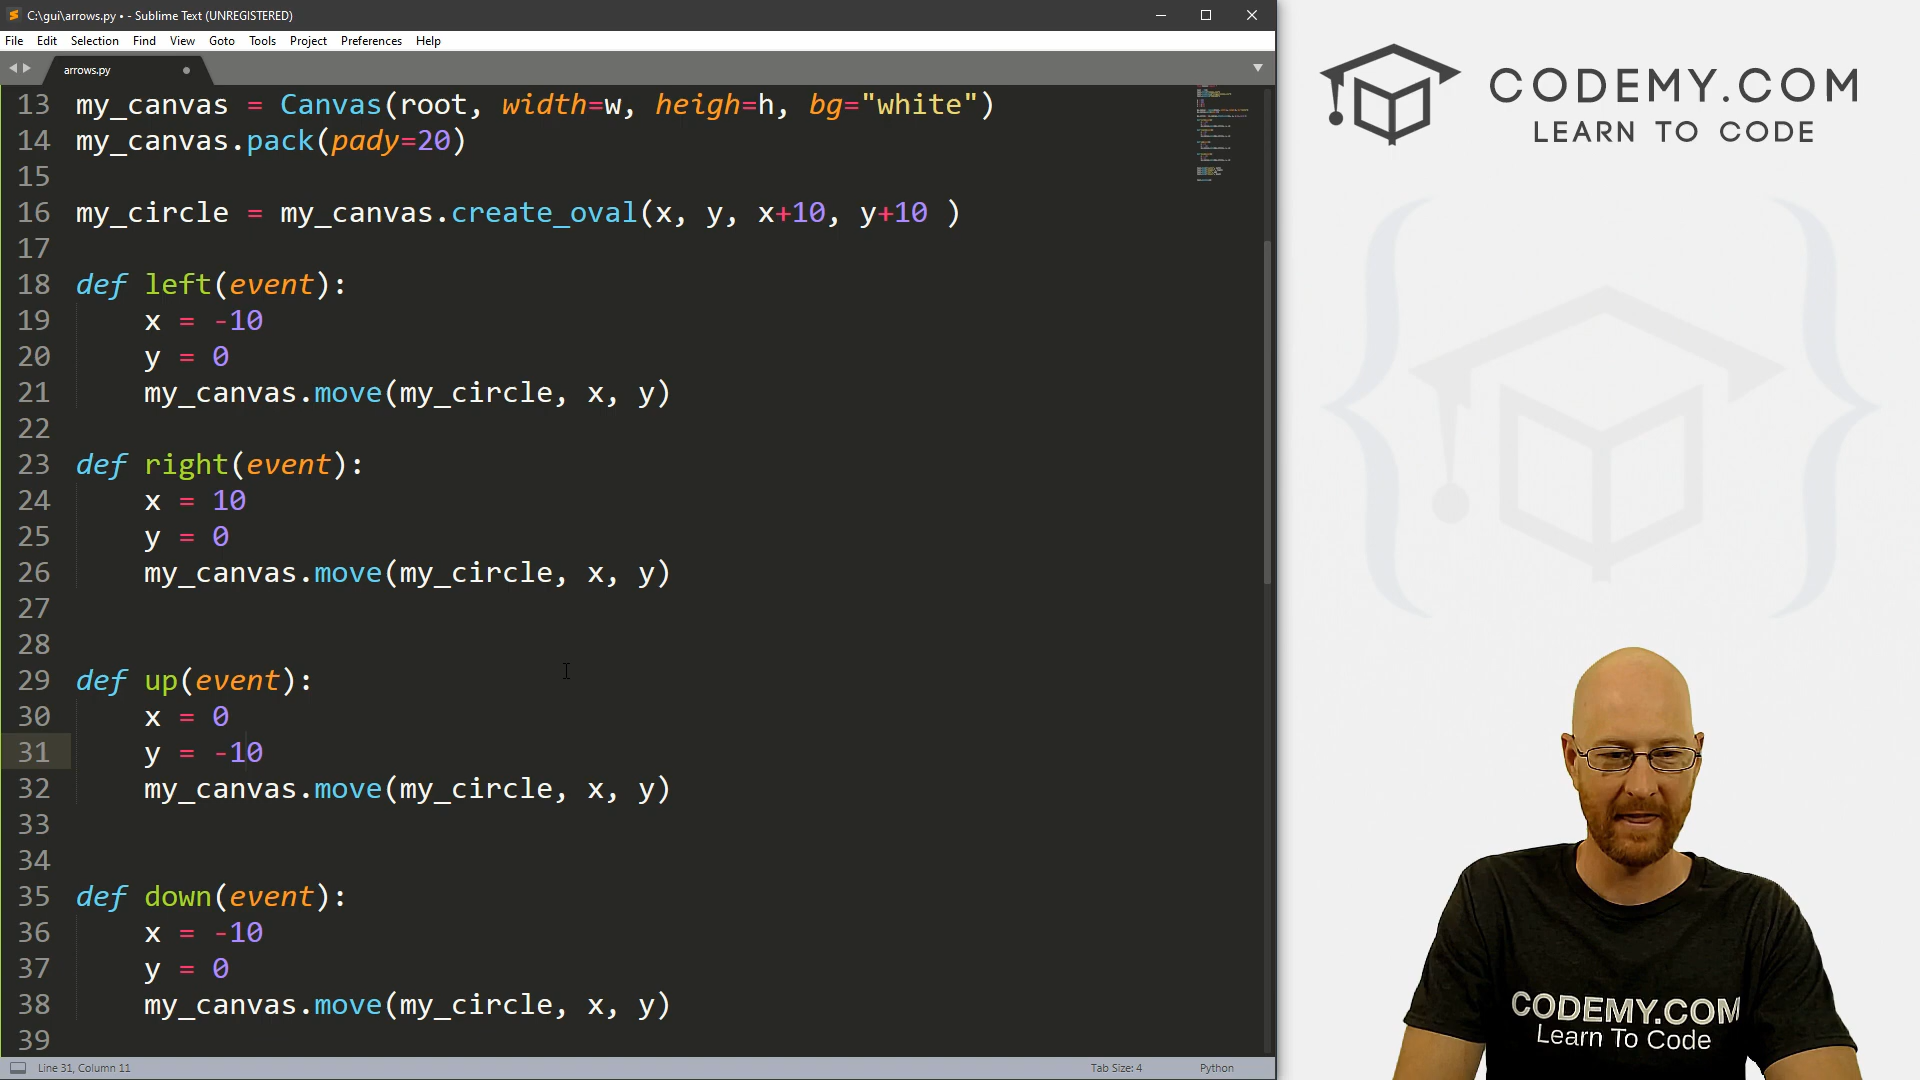 C:\gui\arrows.py • - Sublime Text (UNREGISTERED)
File Edit Selection Find View Goto Tools Project Preferences Help
arrows.py
13 my_canvas = Canvas(root, width=w, heigh=h, bg="white")
14 my_canvas.pack(pady=20)
15
16 my_circle = my_canvas.create_oval(x, y, x+10, y+10 )
17
18 def left(event):
19 x = -10
20 y = 0
21 my_canvas.move(my_circle, x, y)
22
23 def right(event):
24 x = 10
25 y = 0
26 my_canvas.move(my_circle, x, y)
27
28
29 def up(event):
30 x = 0
31 y = -10
32 my_canvas.move(my_circle, x, y)
33
34
35 def down(event):
36 x = -10
37 y = 0
38 my_canvas.move(my_circle, x, y)
39
Line 31, Column 11 Tab Size: 4 Python
CODEMY.COM
LEARN TO CODE
CODEMY.COM
Learn To Code